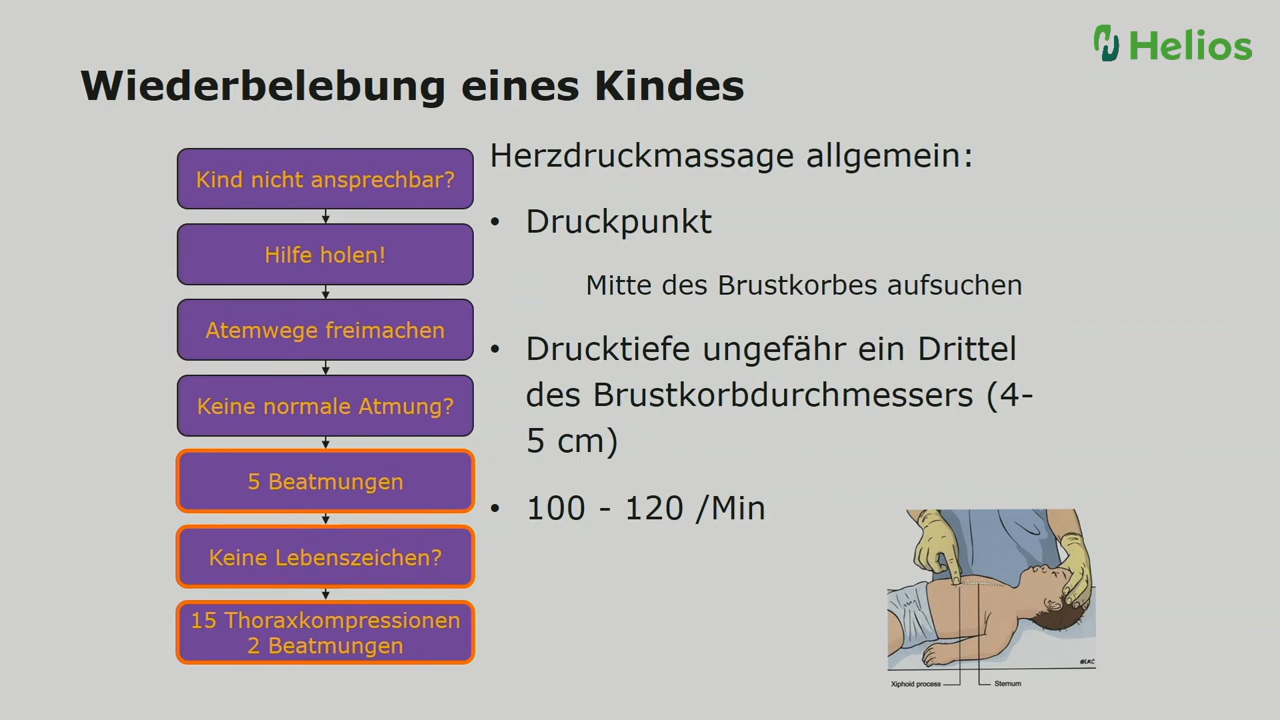 Helios
Wiederbelebung eines Kindes
Kind nicht ansprechbar?
Hilfe holen!
Atemwege freimachen
Keine normale Atmung?
5 Beatmungen
Keine Lebenszeichen?
15 Thoraxkompressionen
2 Beatmungen
Herzdruckmassage allgemein:
• Druckpunkt
Mitte des Brustkorbes aufsuchen
• Drucktiefe ungefähr ein Drittel
des Brustkorbdurchmessers (4-
5 cm)
• 100 - 120 /Min
Xiphoid process
Sternum